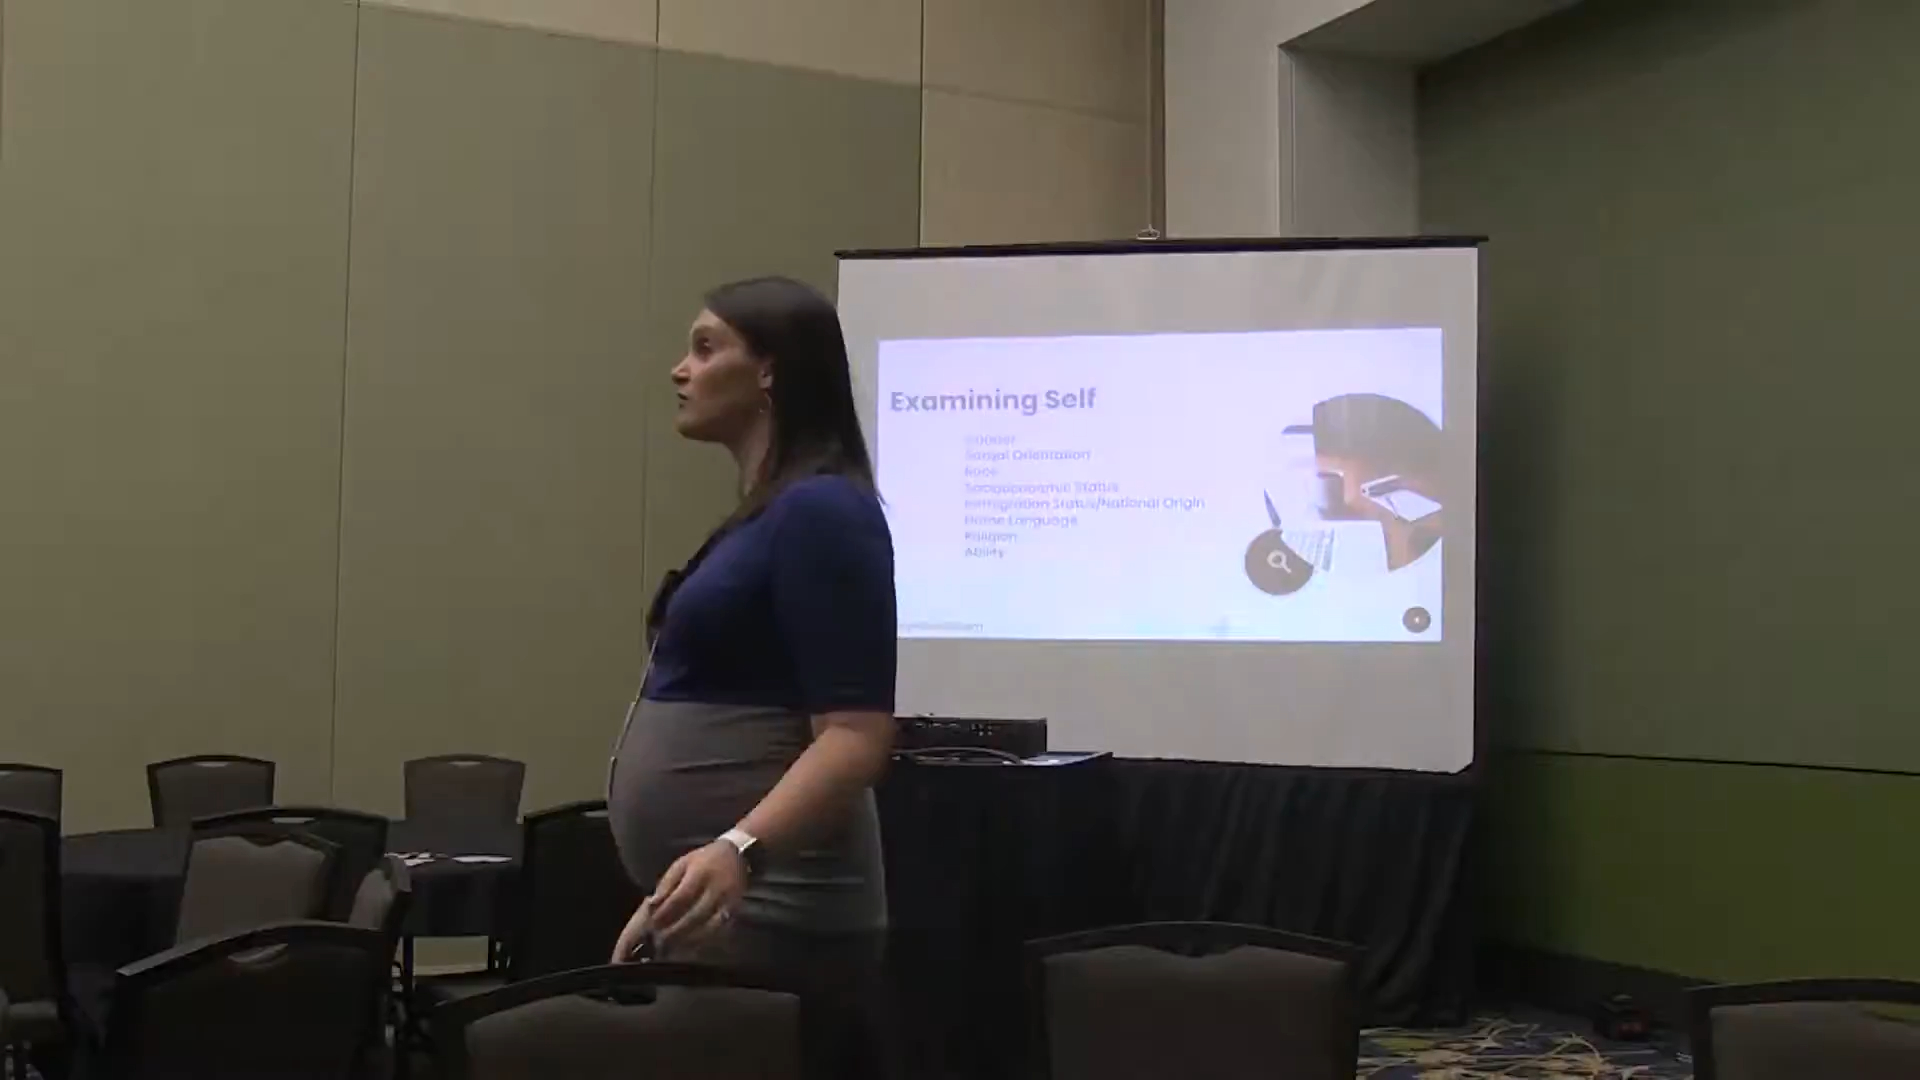 Examining Self
Gender
Sexual Orientation
Race
Socioeconomic Status
Immigration Status/National Origin
Home Language
Religion
Ability